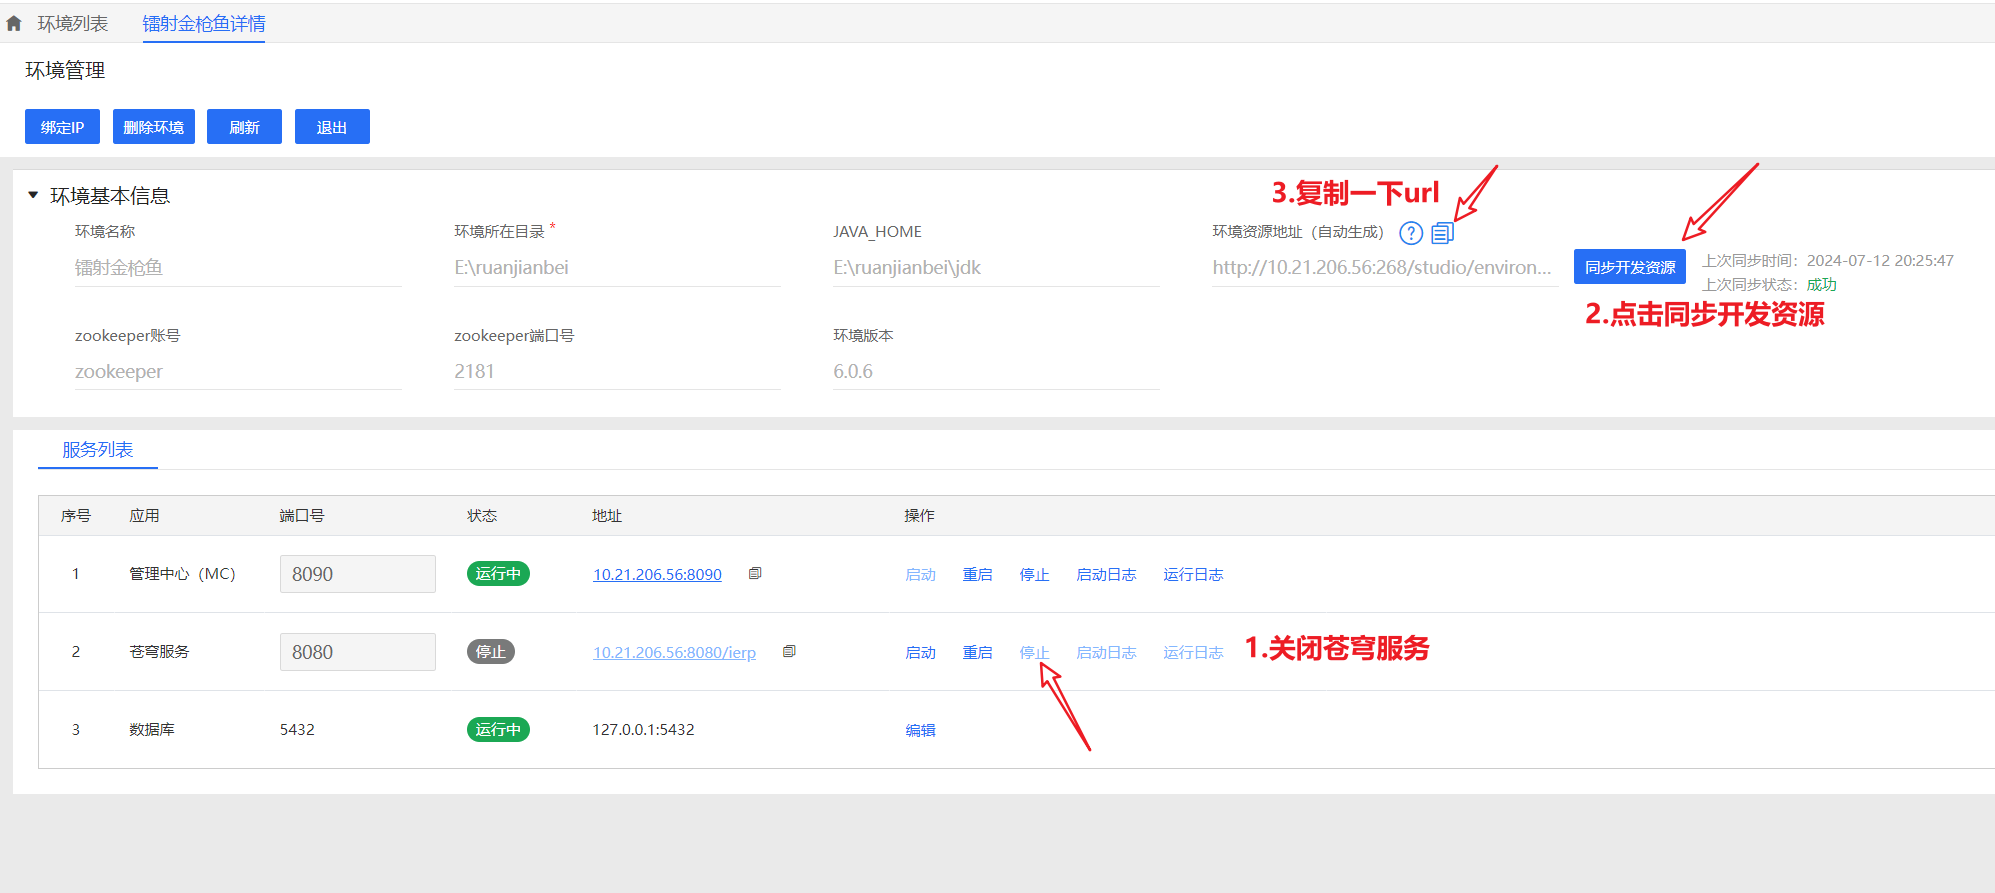 环境列表 镭射金枪鱼详情
环境管理
绑定IP 删除环境 刷新 退出
环境基本信息
3.复制一下url
环境名称 环境所在目录 * JAVA_HOME 环境资源地址（自动生成） ?
镭射金枪鱼 E:\ruanjianbei E:\ruanjianbei\jdk http://10.21.206.56:268/studio/environ... 同步开发资源
上次同步时间：2024-07-12 20:25:47
上次同步状态：成功
2.点击同步开发资源
zookeeper账号 zookeeper端口号 环境版本
zookeeper 2181 6.0.6
服务列表
序号 应用 端口号 状态 地址 操作
1 管理中心（MC） 8090 运行中 10.21.206.56:8090 启动 重启 停止 启动日志 运行日志
2 苍穹服务 8080 停止 10.21.206.56:8080/ierp 启动 重启 停止 启动日志 运行日志 1.关闭苍穹服务
3 数据库 5432 运行中 127.0.0.1:5432 编辑